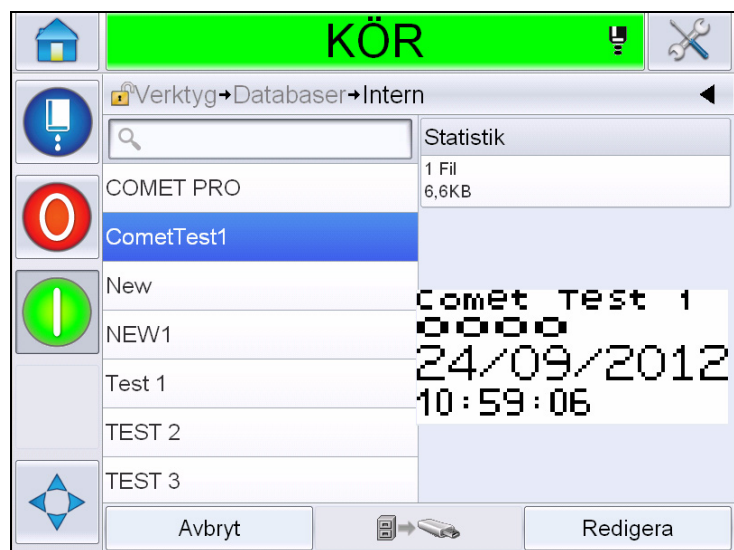 KÖR
Verktyg→Databaser→Intern
Statistik
1 Fil
6,6KB
COMET PRO
CometTest1
New
NEW1
Test 1
TEST 2
TEST 3
Comet Test 1
0000
24/09/2012
10:59:06
Avbryt
Redigera